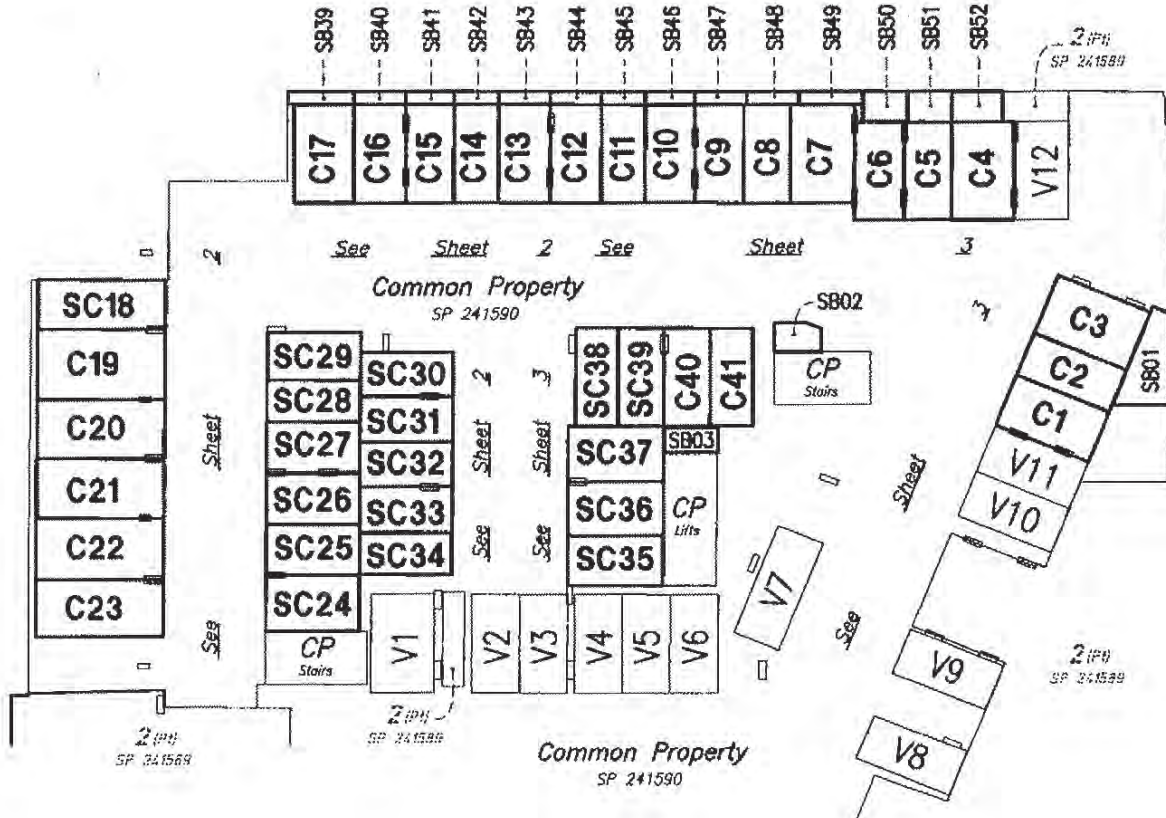 SB39
SB40
SB41
SB42
SB43
SB44
SB45
SB46
SB47
SB48
SB49
SB50
SB51
SB52
2 (Pt)
SP 241589
C17
C16
C15
C14
C13
C12
C11
C10
C9
C8
C7
C6
C5
C4
V12
2
See Sheet 2 See Sheet 3
Common Property
SP 241590
SB02
3
C3
C2
C1
SB01
V11
V10
SC18
C19
C20
C21
C22
C23
Sheet
See
SC29
SC28
SC27
SC26
SC25
SC24
SC30
SC31
SC32
SC33
SC34
2
Sheet
See
3
Sheet
See
SC38
SC39
C40
C41
CP
Stairs
SC37
SB03
SC36
CP
Lifts
SC35
Sheet
See
V7
CP
Stairs
V1
V2
V3
V4
V5
V6
V9
2 (Pt)
SP 241589
V8
2 (Pt)
SP 241589
2 (Pt)
SP 241589
Common Property
SP 241590